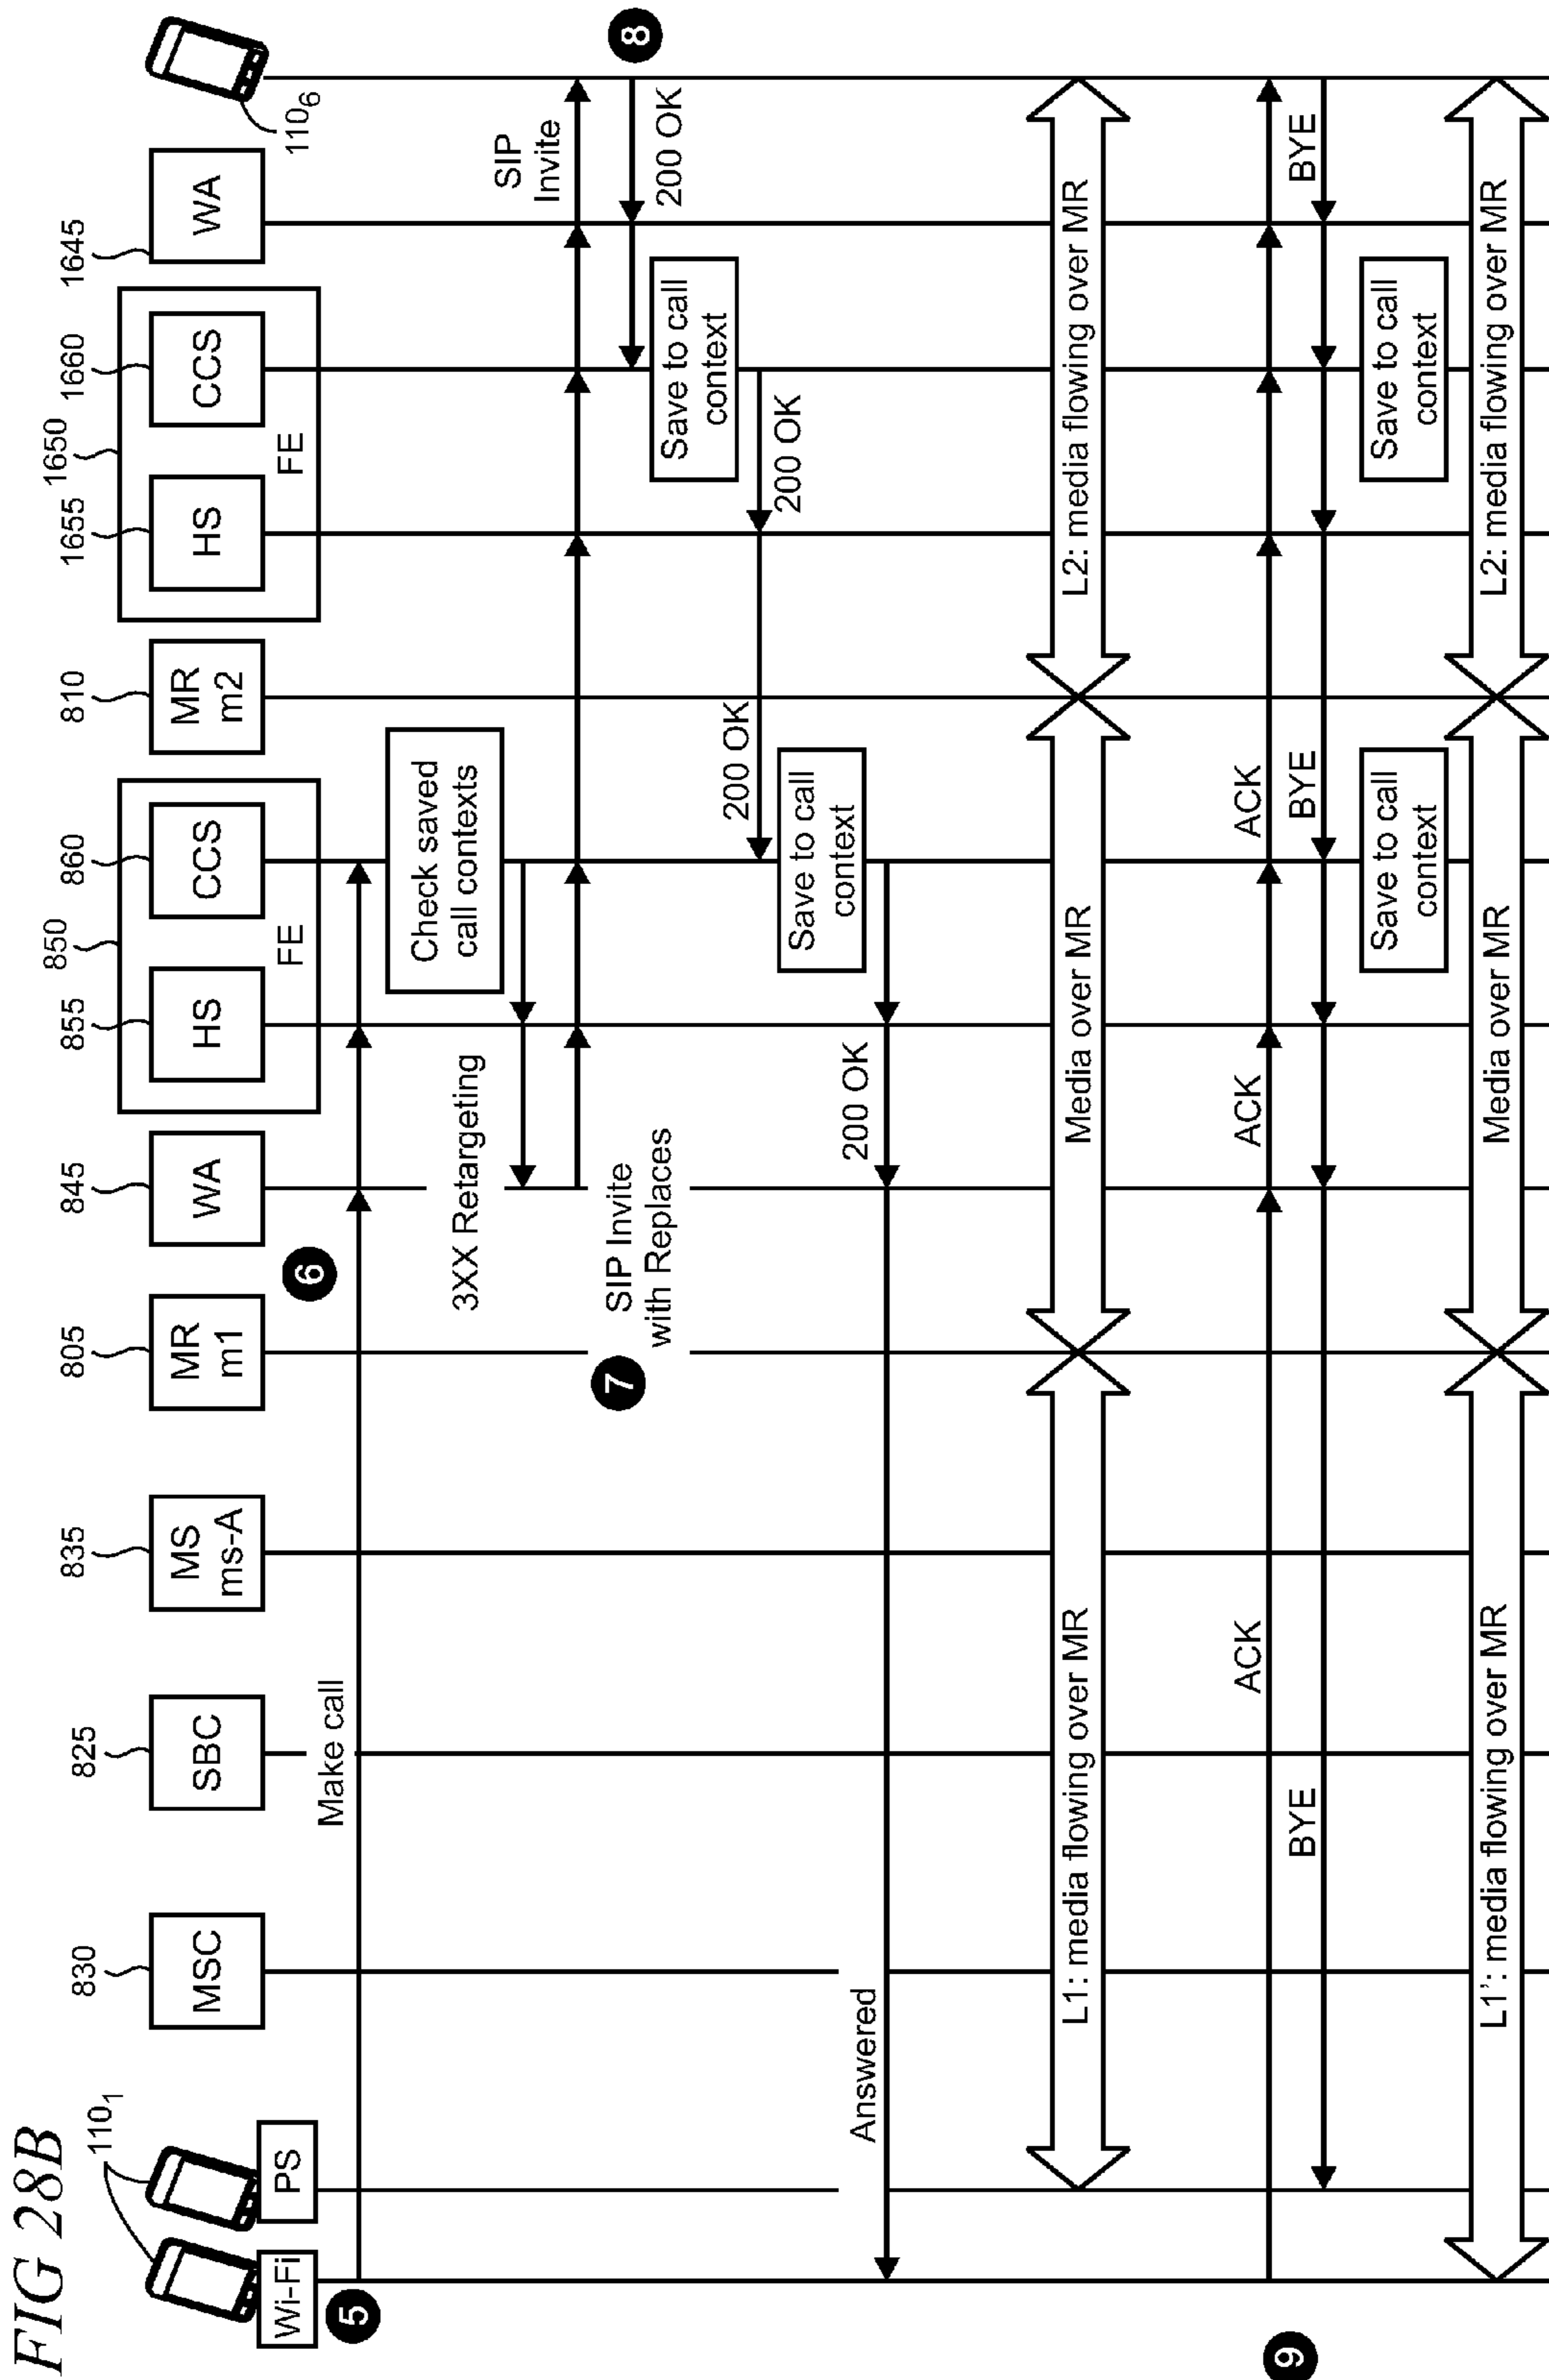 FIG 28B
110₁
830
825
835
805
845
850
855
860
810
1650
1655
1660
1645
110₆
Wi-Fi
PS
MSC
SBC
MS
ms-A
MR
m1
WA
HS
CCS
FE
MR
m2
HS
CCS
FE
WA
5
Make call
6
Check saved
call contexts
3XX Retargeting
7
SIP Invite
with Replaces
SIP
Invite
8
200 OK
Save to call
context
200 OK
200 OK
Save to call
context
200 OK
Answered
L1: media flowing over MR
Media over MR
L2: media flowing over MR
9
ACK
ACK
ACK
BYE
BYE
BYE
Save to call
context
Save to call
context
L1': media flowing over MR
Media over MR
L2: media flowing over MR